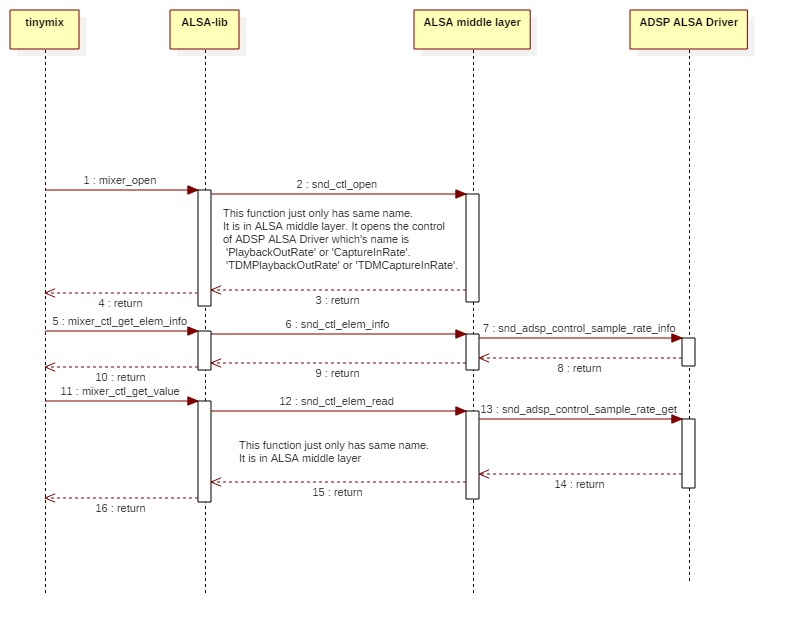 tinymix
ALSA-lib
ALSA middle layer
ADSP ALSA Driver
1 : mixer_open
2 : snd_ctl_open
This function just only has same name.
It is in ALSA middle layer. It opens the control
of ADSP ALSA Driver which's name is
'PlaybackOutRate' or 'CaptureInRate'.
'TDMPlaybackOutRate' or 'TDMCaptureInRate'.
3 : return
4 : return
5 : mixer_ctl_get_elem_info
6 : snd_ctl_elem_info
7 : snd_adsp_control_sample_rate_info
8 : return
9 : return
10 : return
11 : mixer_ctl_get_value
12 : snd_ctl_elem_read
13 : snd_adsp_control_sample_rate_get
This function just only has same name.
It is in ALSA middle layer
14 : return
15 : return
16 : return